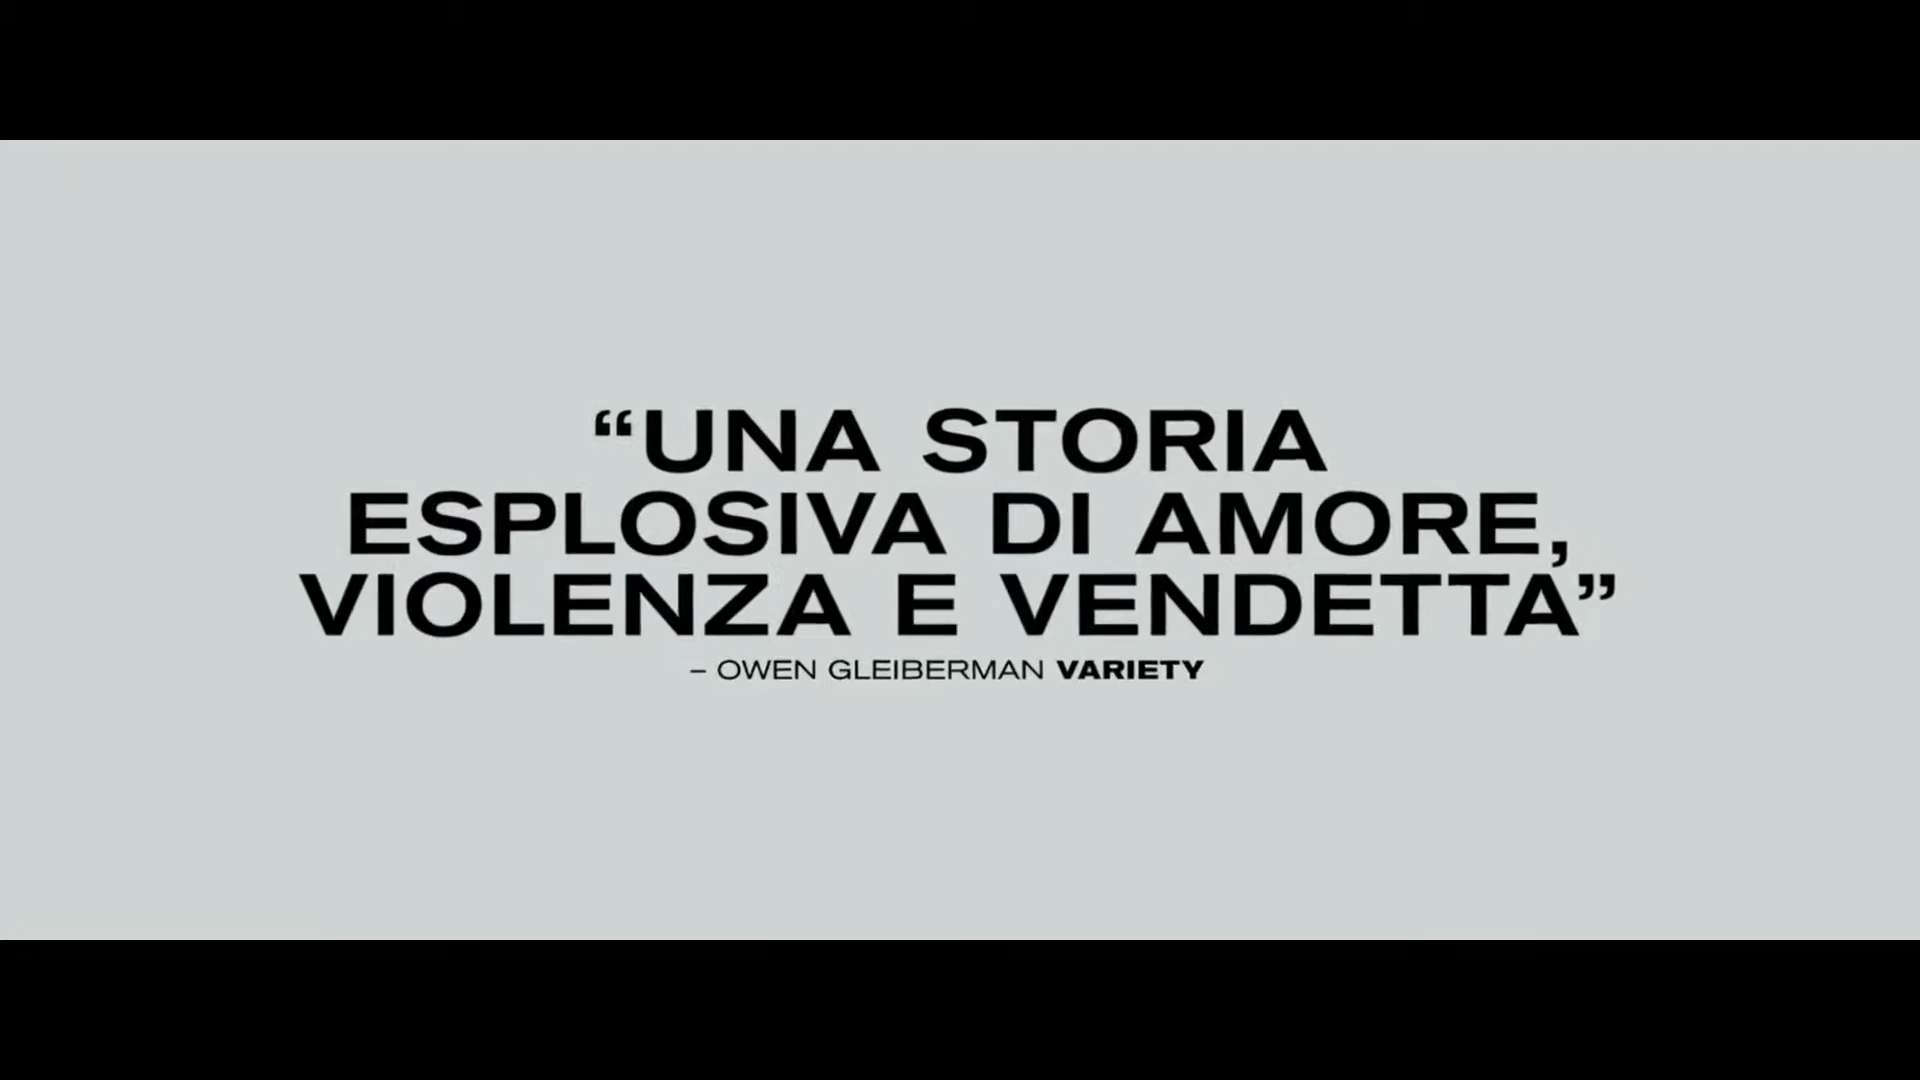 “UNA STORIA
ESPLOSIVA DI AMORE,
VIOLENZA E VENDETTA”
– OWEN GLEIBERMAN VARIETY